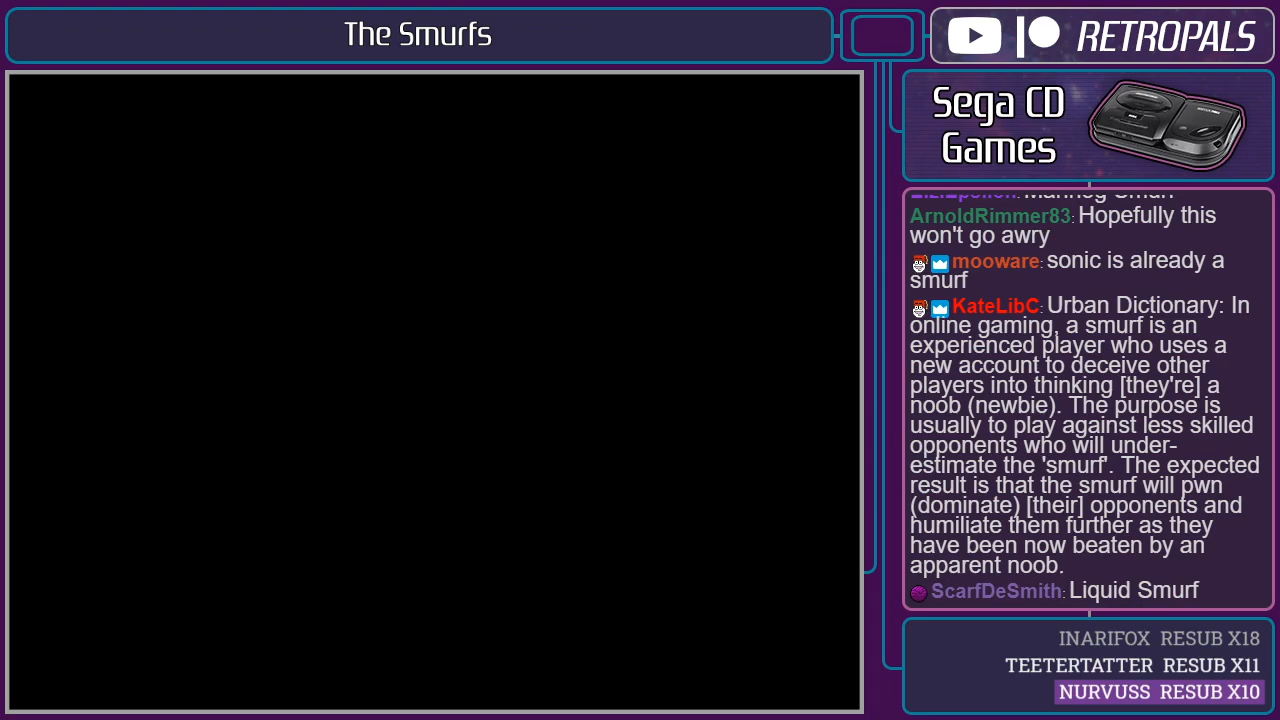 The Smurfs
RETROPALS
Sega CD
Games
ArnoldRimmer83: Hopefully this
won't go awry
mooware: sonic is already a
smurf
KateLibC: Urban Dictionary: In
online gaming, a smurf is an
experienced player who uses a
new account to deceive other
players into thinking [they're] a
noob (newbie). The purpose is
usually to play against less skilled
opponents who will under-
estimate the 'smurf'. The expected
result is that the smurf will pwn
(dominate) [their] opponents and
humiliate them further as they
have been now beaten by an
apparent noob.
ScarfDeSmith: Liquid Smurf
INARIFOX RESUB X18
TEETERTATTER RESUB X11
NURVUSS RESUB X10